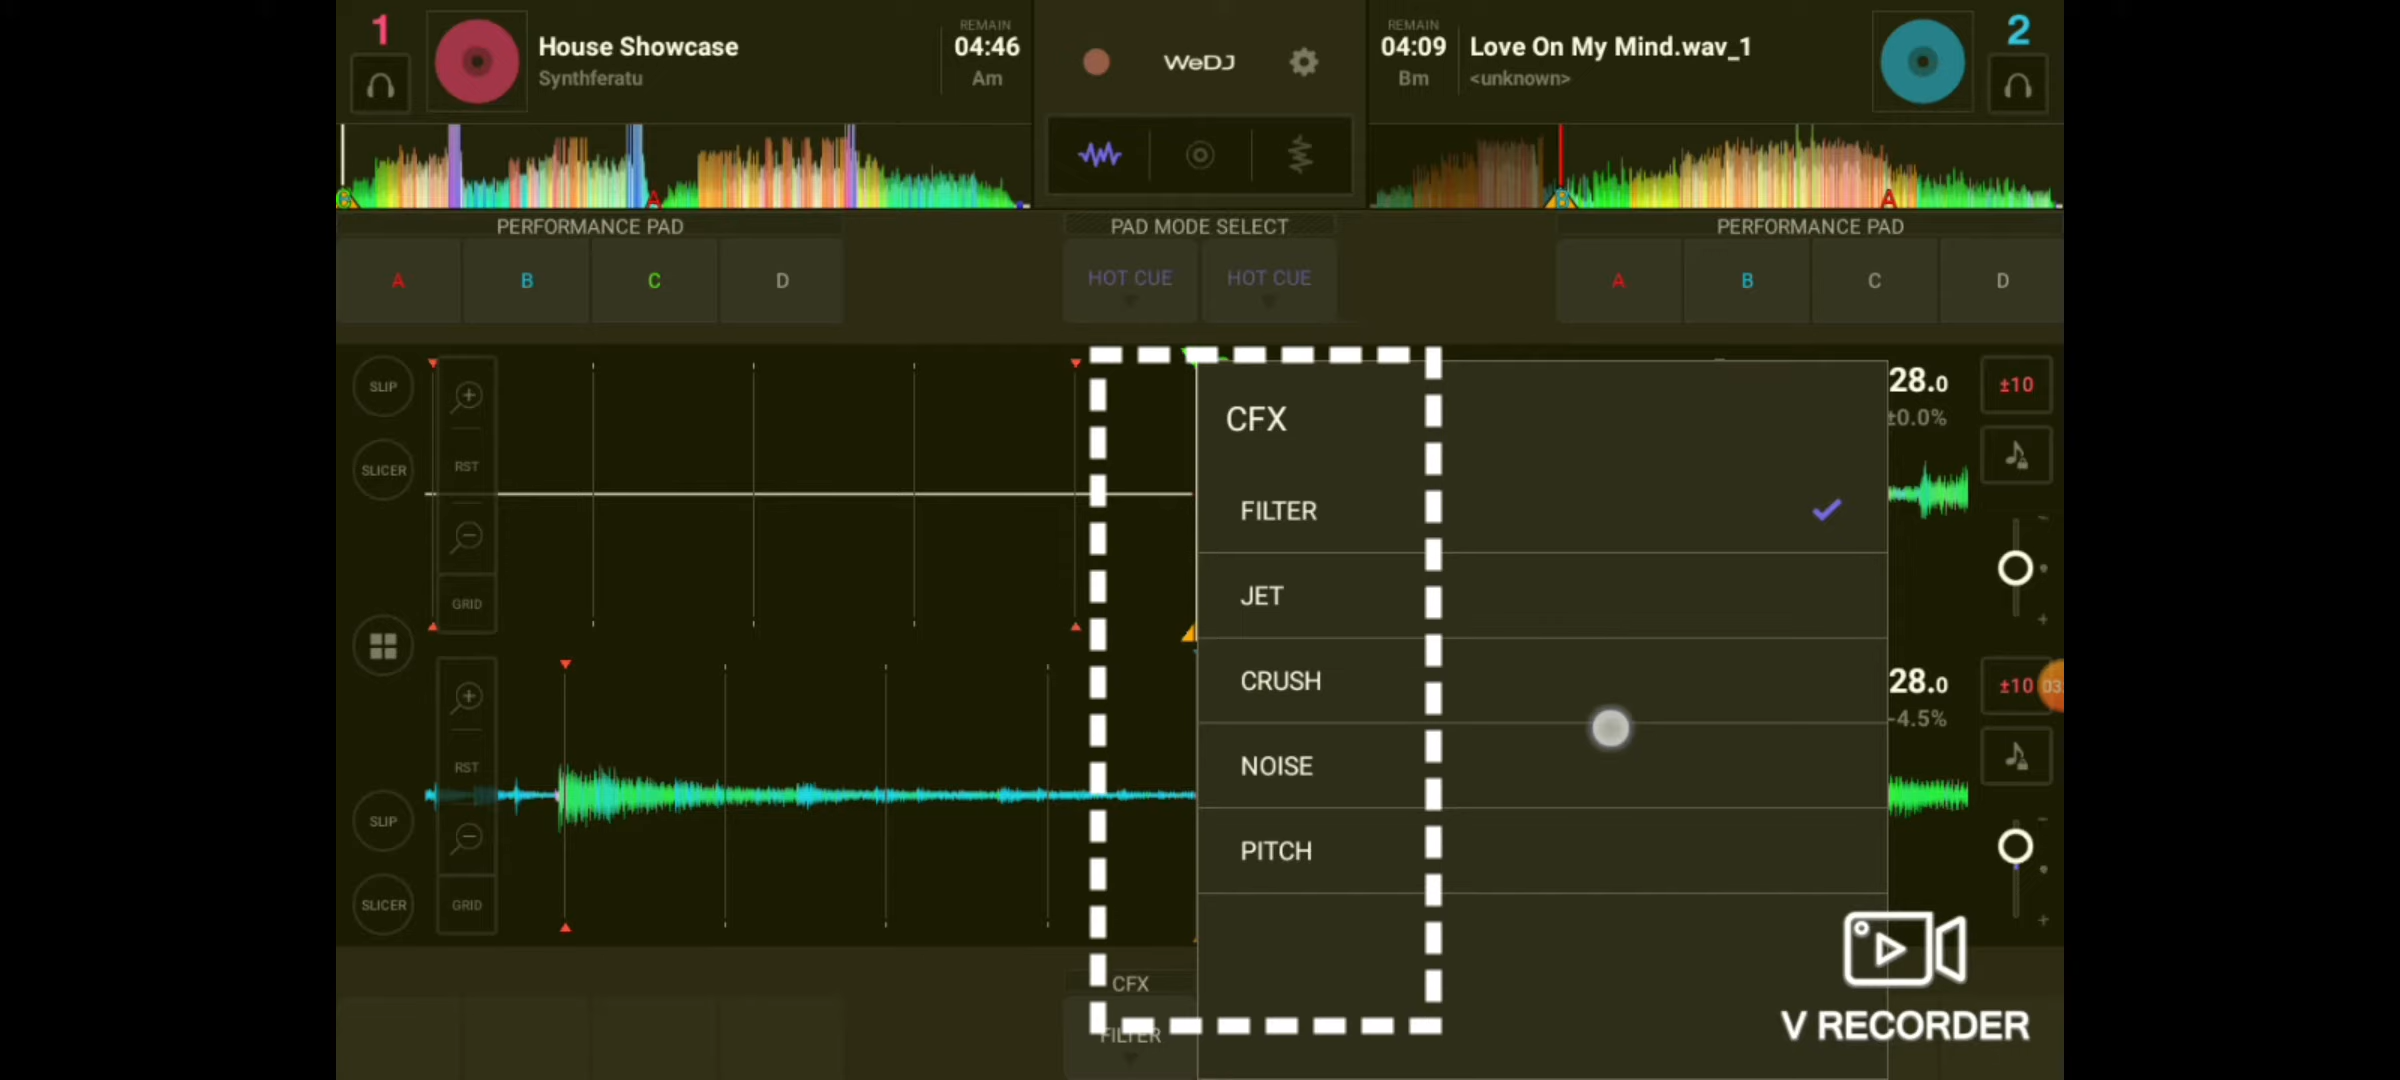 1
House Showcase
Synthferatu
REMAIN
04:46
Am
WeDJ
REMAIN
04:09
Bm
Love On My Mind.wav_1
<unknown>
2
PERFORMANCE PAD
PAD MODE SELECT
PERFORMANCE PAD
A B C D
HOT CUE HOT CUE
A B C D
SLIP
SLICER
RST
GRID
CFX
FILTER
JET
CRUSH
NOISE
PITCH
28.0
±0.0%
±10
28.0
-4.5%
±10
03
RST
SLIP
SLICER
GRID
CFX
FILTER
V RECORDER